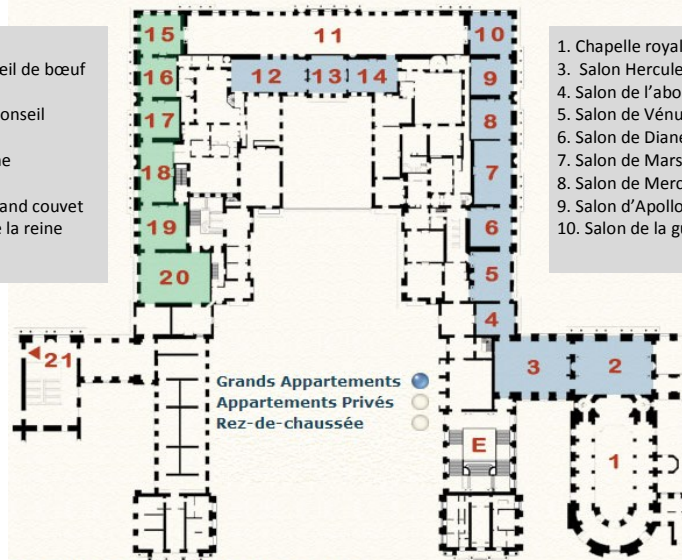 15
11
10
16
12
13
14
9
17
8
18
7
19
6
20
5
4
21
3
2
E
1
eil de bœuf
onseil
and couvet
la reine
1. Chapelle royal
3. Salon Hercule
4. Salon de l'abo
5. Salon de Vénu
6. Salon de Diane
7. Salon de Mars
8. Salon de Merc
9. Salon d'Apollo
10. Salon de la gu
Grands Appartements
Appartements Privés
Rez-de-chaussée